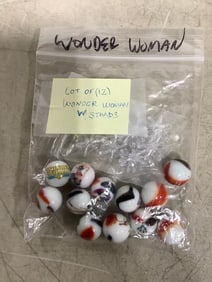 WONDER WOMAN
LOT OF (12)
WONDER WOMAN
W/ STANDS